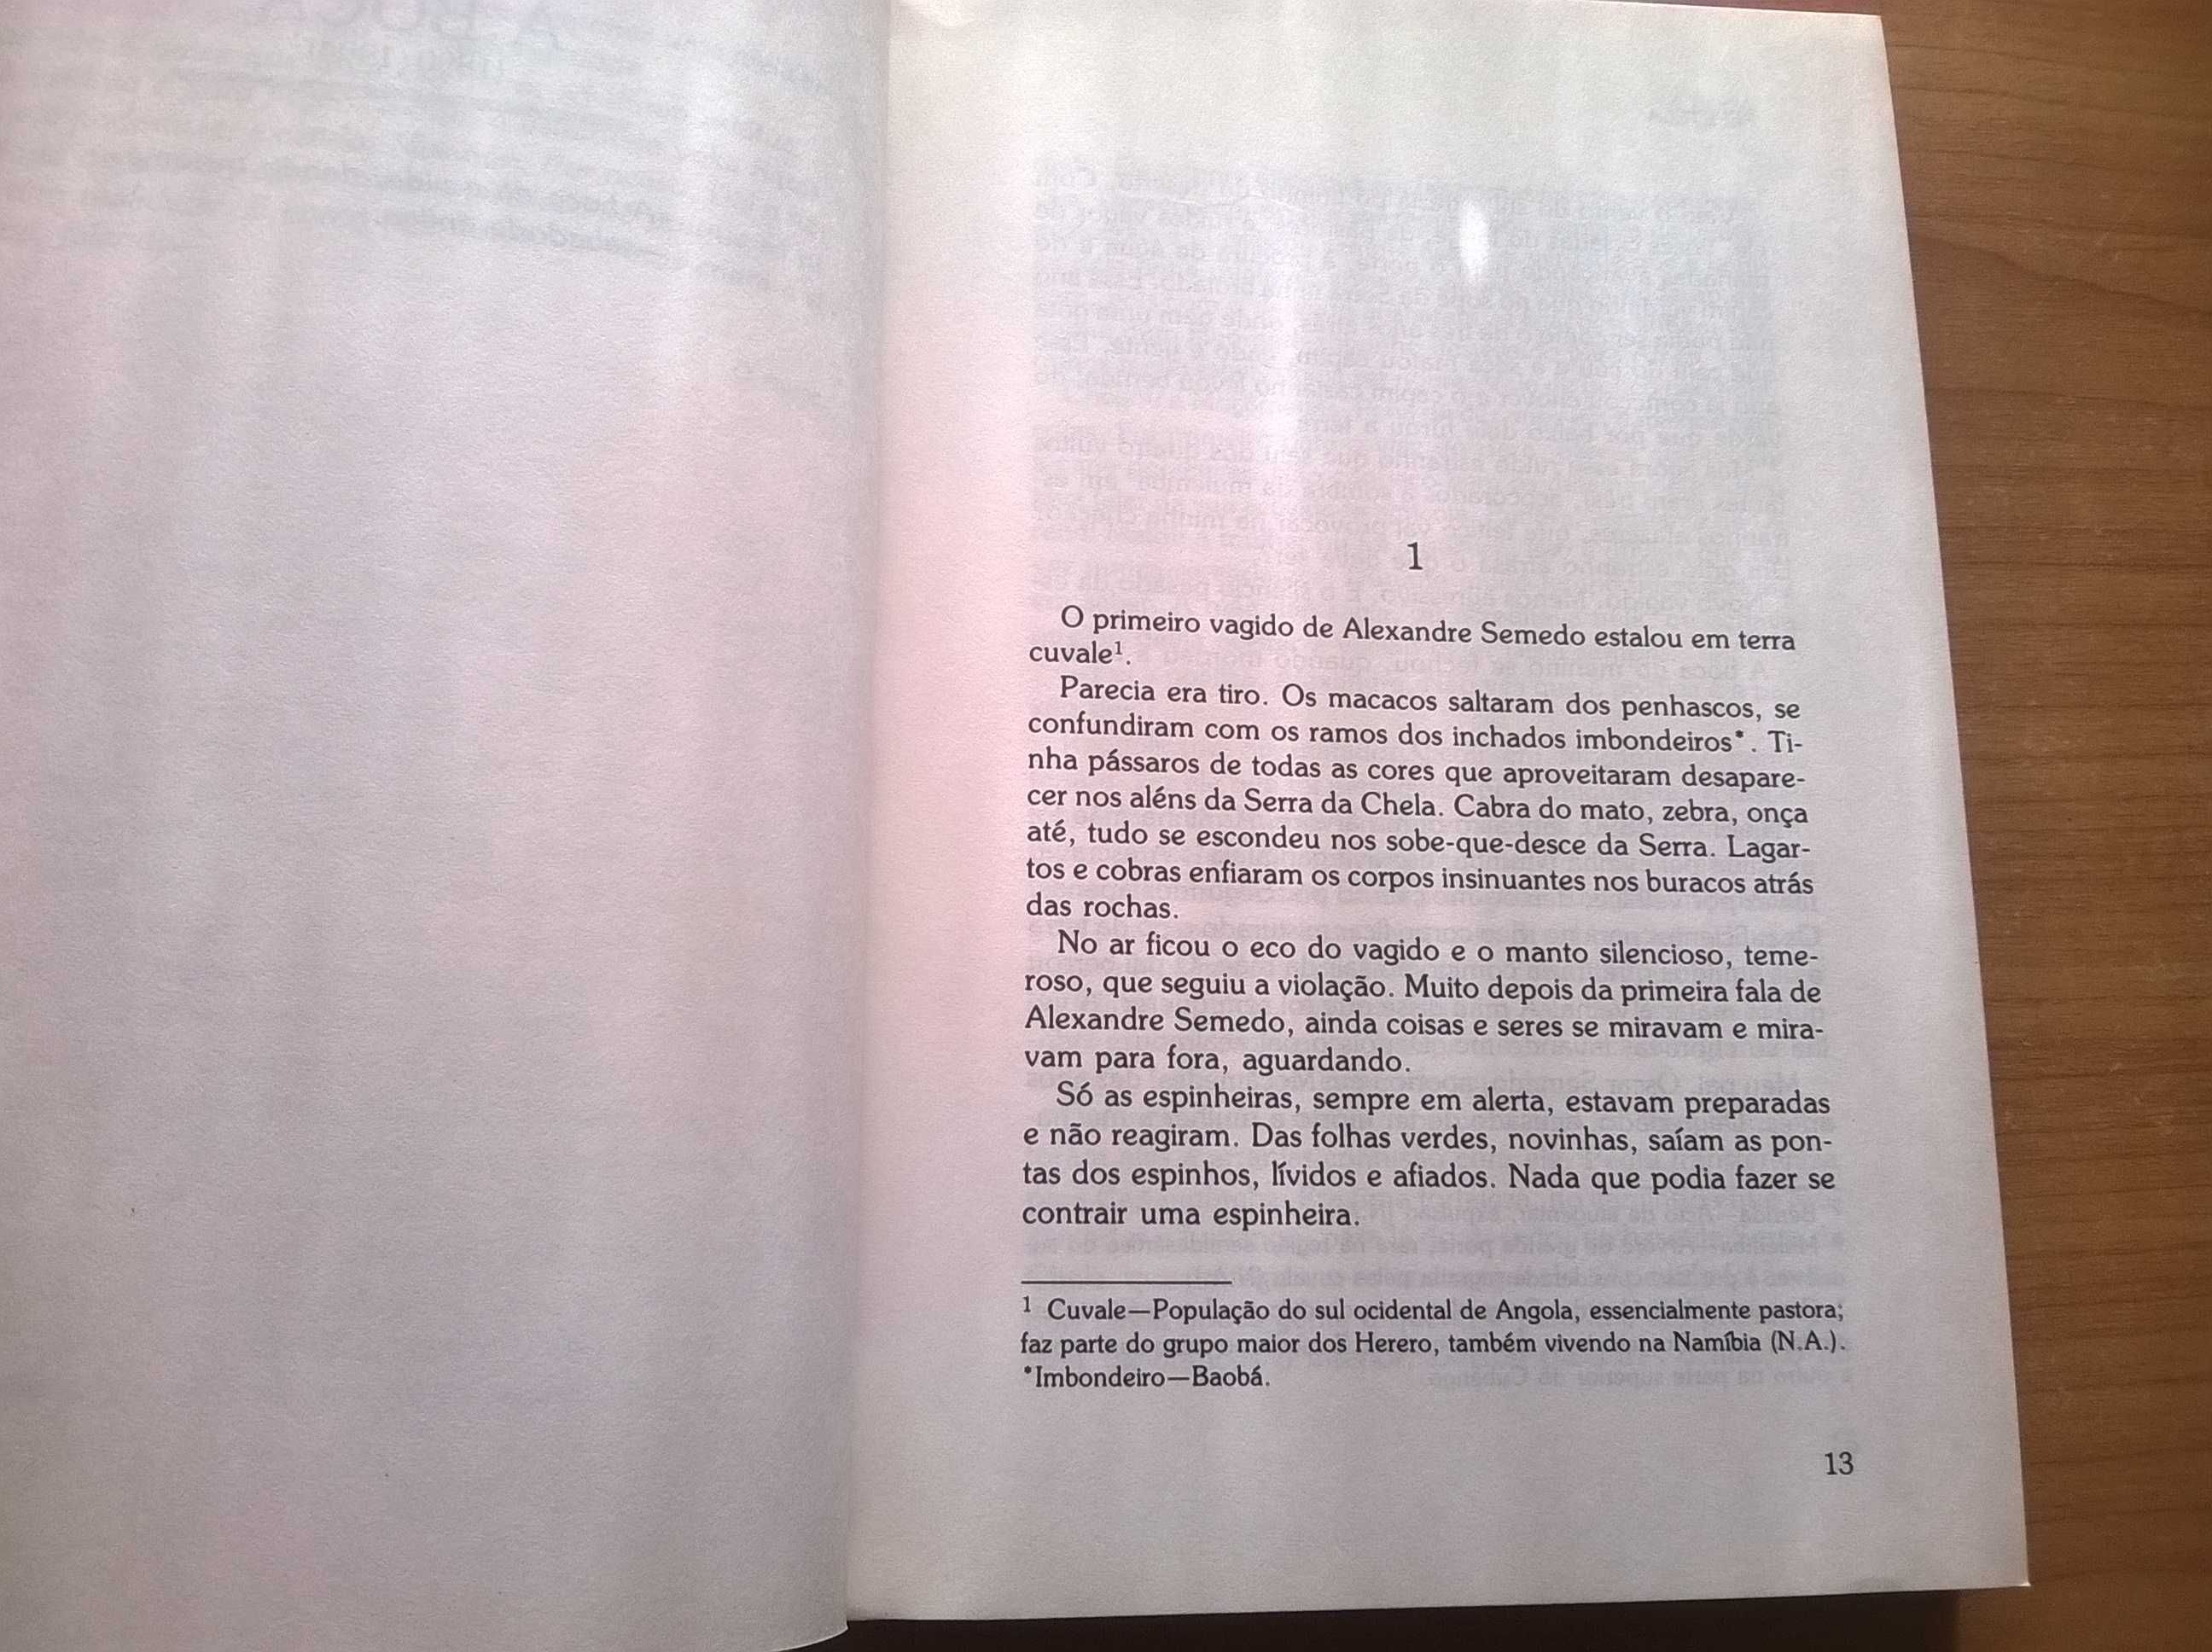 1
O primeiro vagido de Alexandre Semedo estalou em terra
cuvale¹.
Parecia era tiro. Os macacos saltaram dos penhascos, se
confundiram com os ramos dos inchados imbondeiros*. Ti-
nha pássaros de todas as cores que aproveitaram desapare-
cer nos aléns da Serra da Chela. Cabra do mato, zebra, onça
até, tudo se escondeu nos sobe-que-desce da Serra. Lagar-
tos e cobras enfiaram os corpos insinuantes nos buracos atrás
das rochas.
No ar ficou o eco do vagido e o manto silencioso, teme-
roso, que seguiu a violação. Muito depois da primeira fala de
Alexandre Semedo, ainda coisas e seres se miravam e mira-
vam para fora, aguardando.
Só as espinheiras, sempre em alerta, estavam preparadas
e não reagiram. Das folhas verdes, novinhas, saíam as pon-
tas dos espinhos, lívidos e afiados. Nada que podia fazer se
contrair uma espinheira.
1 Cuvale—População do sul ocidental de Angola, essencialmente pastora;
faz parte do grupo maior dos Herero, também vivendo na Namíbia (N.A.).
*Imbondeiro—Baobá.
13